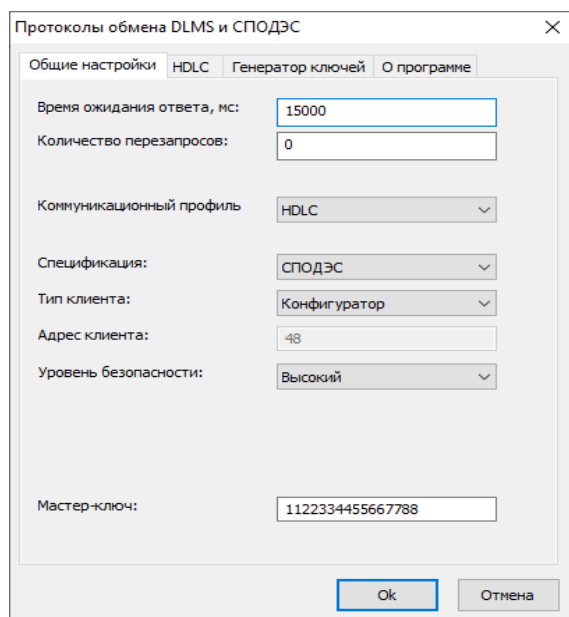 Протоколы обмена DLMS и СПОДЭС
Общие настройки HDLC Генератор ключей О программе
Время ожидания ответа, мс: 15000
Количество перезапросов: 0
Коммуникационный профиль HDLC
Спецификация: СПОДЭС
Тип клиента: Конфигуратор
Адрес клиента: 48
Уровень безопасности: Высокий
Мастер-ключ: 1122334455667788
Ok Отмена